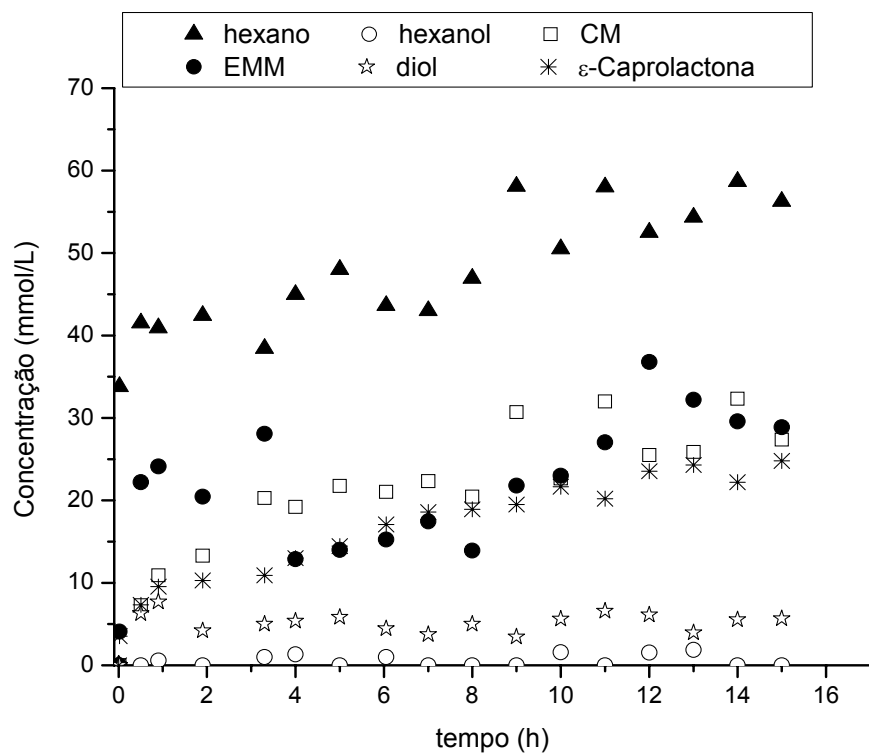 hexano hexanol CM
EMM diol ε-Caprolactona
70
60
50
40
30
20
10
0
Concentração (mmol/L)
0 2 4 6 8 10 12 14 16
tempo (h)